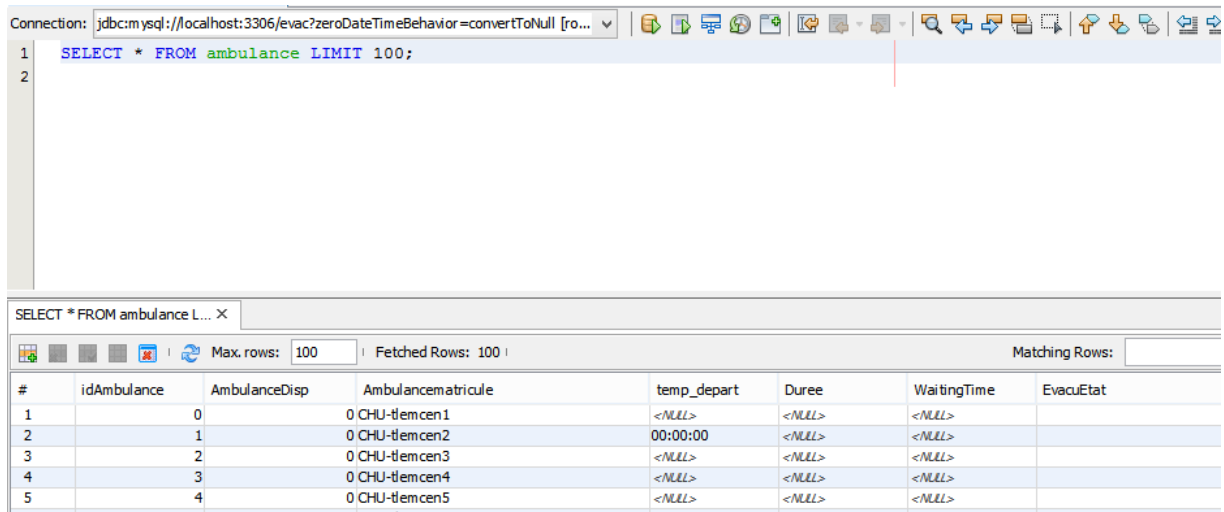 Connection: jdbc:mysql://localhost:3306/evac?zeroDateTimeBehavior=convertToNull [ro...
1 SELECT * FROM ambulance LIMIT 100;
2
SELECT * FROM ambulance L... X
Max. rows: 100 Fetched Rows: 100 Matching Rows:
# idAmbulance AmbulanceDisp Ambulancematricule temp_depart Duree WaitingTime EvacuEtat
1 0 0 CHU-tlemcen1 <NULL> <NULL> <NULL>
2 1 0 CHU-tlemcen2 00:00:00 <NULL> <NULL>
3 2 0 CHU-tlemcen3 <NULL> <NULL> <NULL>
4 3 0 CHU-tlemcen4 <NULL> <NULL> <NULL>
5 4 0 CHU-tlemcen5 <NULL> <NULL> <NULL>